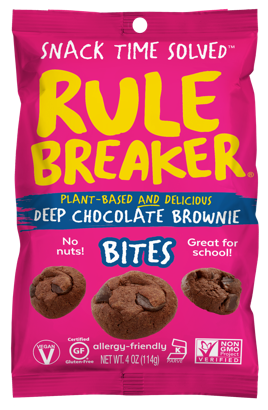 SNACK TIME SOLVED™
RULE
BREAKER®
PLANT-BASED AND DELICIOUS
DEEP CHOCOLATE BROWNIE
BITES
No
nuts!
Great for
school!
VEGAN
Certified
GF
Gluten-Free
allergy-friendly
NET WT. 4 OZ (114g)
K
PAREVE
NON
GMO
Project
VERIFIED